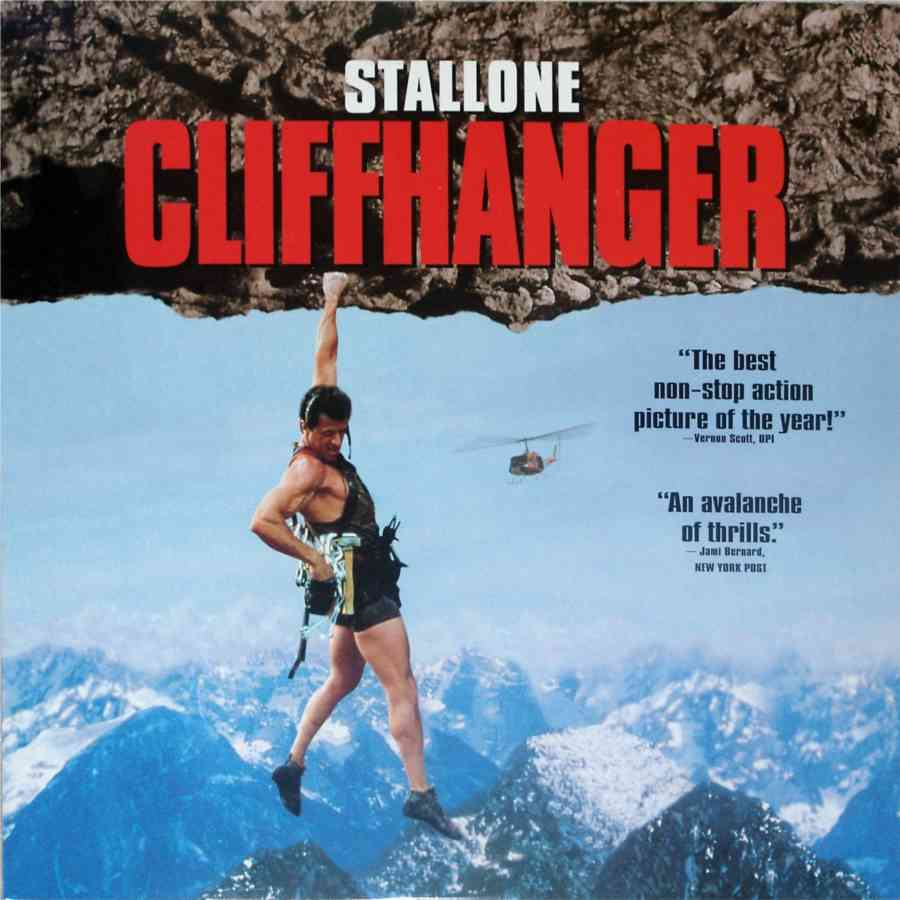 STALLONE
CLIFFHANGER
“The best
non-stop action
picture of the year!”
—Vernon Scott, UPI
“An avalanche
of thrills.”
— Jami Bernard,
NEW YORK POST